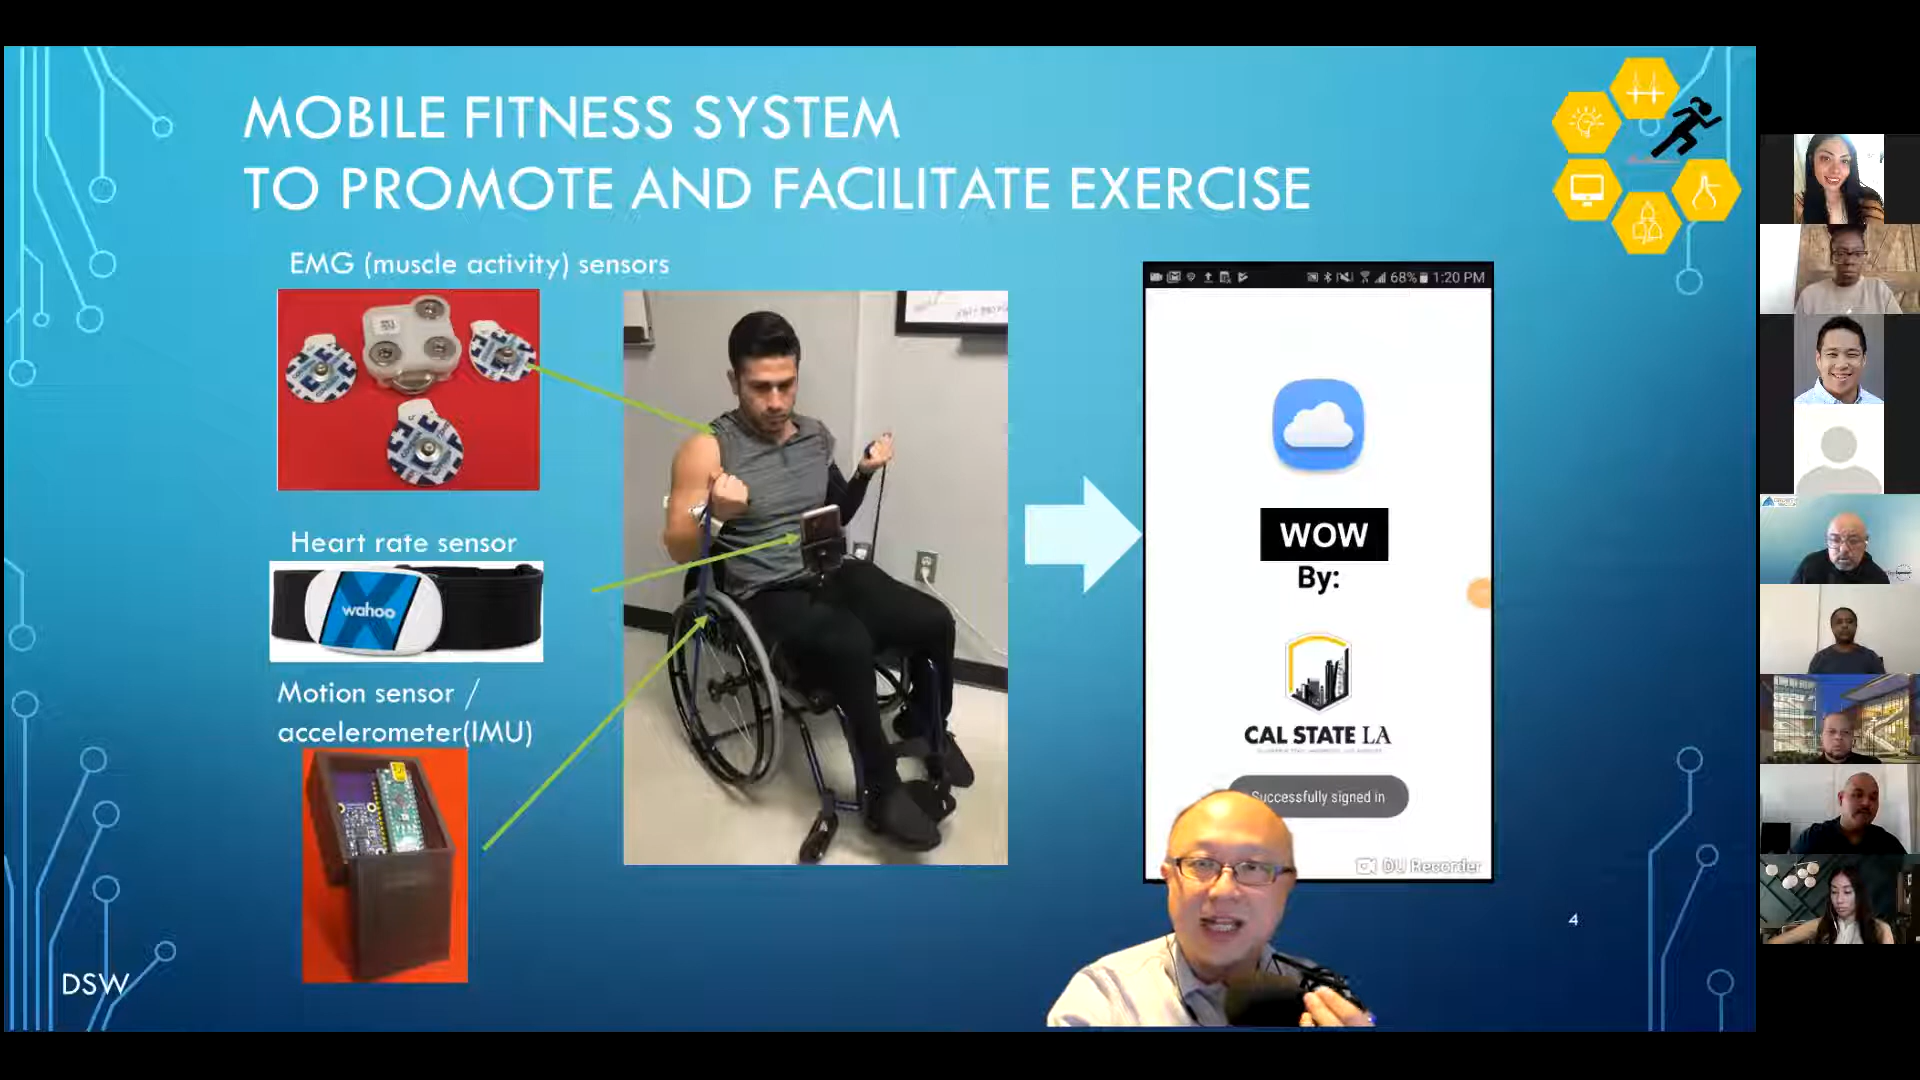 MOBILE FITNESS SYSTEM
TO PROMOTE AND FACILITATE EXERCISE
EMG (muscle activity) sensors
Heart rate sensor
wahoo
Motion sensor /
accelerometer(IMU)
68% 1:20 PM
WOW
By:
CAL STATE LA
Successfully signed in
DU Recorder
4
DSW